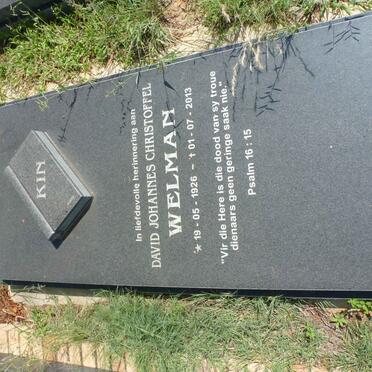 KIN
In liefdevolle herinnering aan
DAVID JOHANNES CHRISTOFFEL
WELMAN
* 19 - 05 - 1926 ~ † 01 - 07 - 2013
"Vir die Here is die dood van sy troue
dienaars geen geringe saak nie."
Psalm 16 : 15